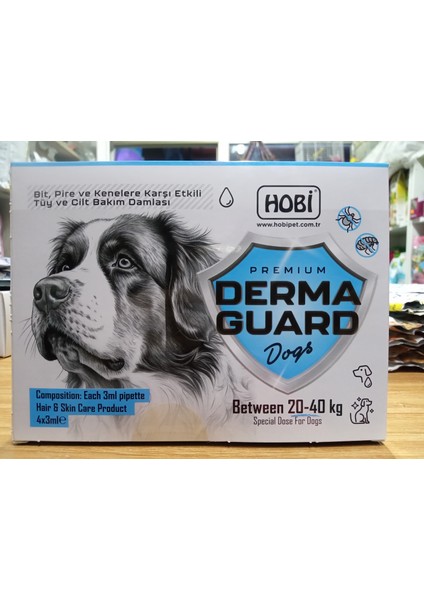 Bit, Pire ve Kenelere Karşı Etkili
Tüy ve Cilt Bakım Damlası
HOBİ
www.hobipet.com.tr
PREMIUM
DERMA
GUARD
Dogs
Composition: Each 3ml pipette
Hair & Skin Care Product
4x3ml℮
Between 20-40 kg
Special Dose For Dogs